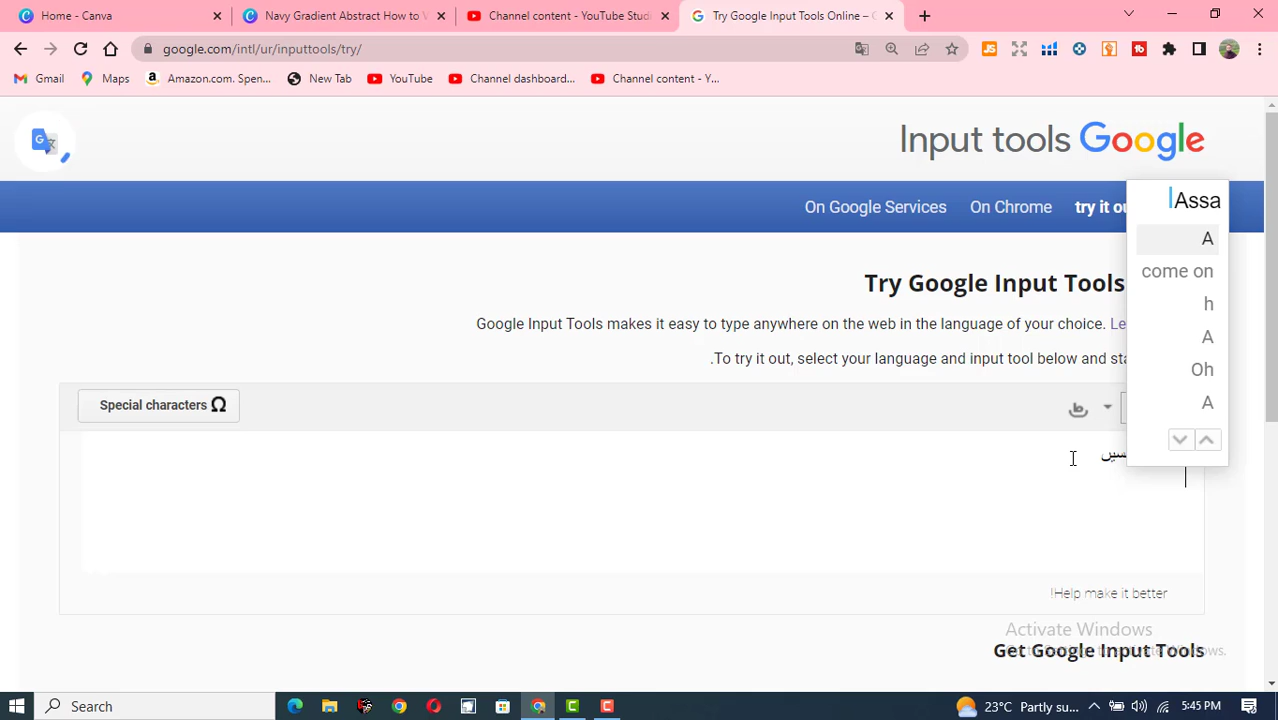 Home - Canva
Navy Gradient Abstract How to V
Channel content - YouTube Studi
Try Google Input Tools Online – G
google.com/intl/ur/inputtools/try/
Gmail
Maps
Amazon.com. Spen...
New Tab
YouTube
Channel dashboard...
Channel content - Y...
Input tools Google
On Google Services
On Chrome
try it ou
Assa
A
come on
h
A
Oh
A
Try Google Input Tools
Google Input Tools makes it easy to type anywhere on the web in the language of your choice. Le
.To try it out, select your language and input tool below and sta
Special characters Ω
!Help make it better
Activate Windows
Get Google Input Tools
Search
23°C Partly su...
5:45 PM